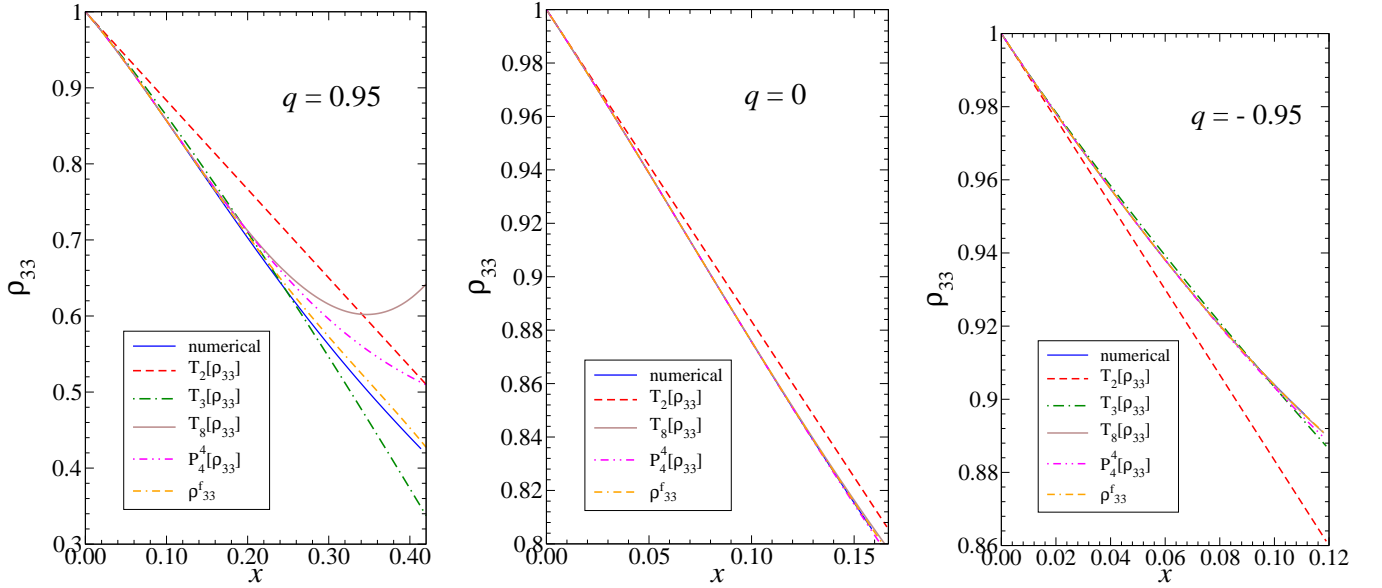 1
0.9
0.8
0.7
0.6
0.5
0.4
0.3
ρ33
q = 0.95
numerical
T2[ρ33]
T3[ρ33]
T8[ρ33]
P44[ρ33]
ρf33
0.00 0.10 0.20 0.30 0.40
x
1
0.98
0.96
0.94
0.92
0.9
0.88
0.86
0.84
0.82
0.8
ρ33
q = 0
numerical
T2[ρ33]
T8[ρ33]
P44[ρ33]
ρf33
0.00 0.05 0.10 0.15
x
1
0.98
0.96
0.94
0.92
0.9
0.88
0.86
ρ33
q = - 0.95
numerical
T2[ρ33]
T3[ρ33]
T8[ρ33]
P44[ρ33]
ρf33
0.00 0.02 0.04 0.06 0.08 0.10 0.12
x